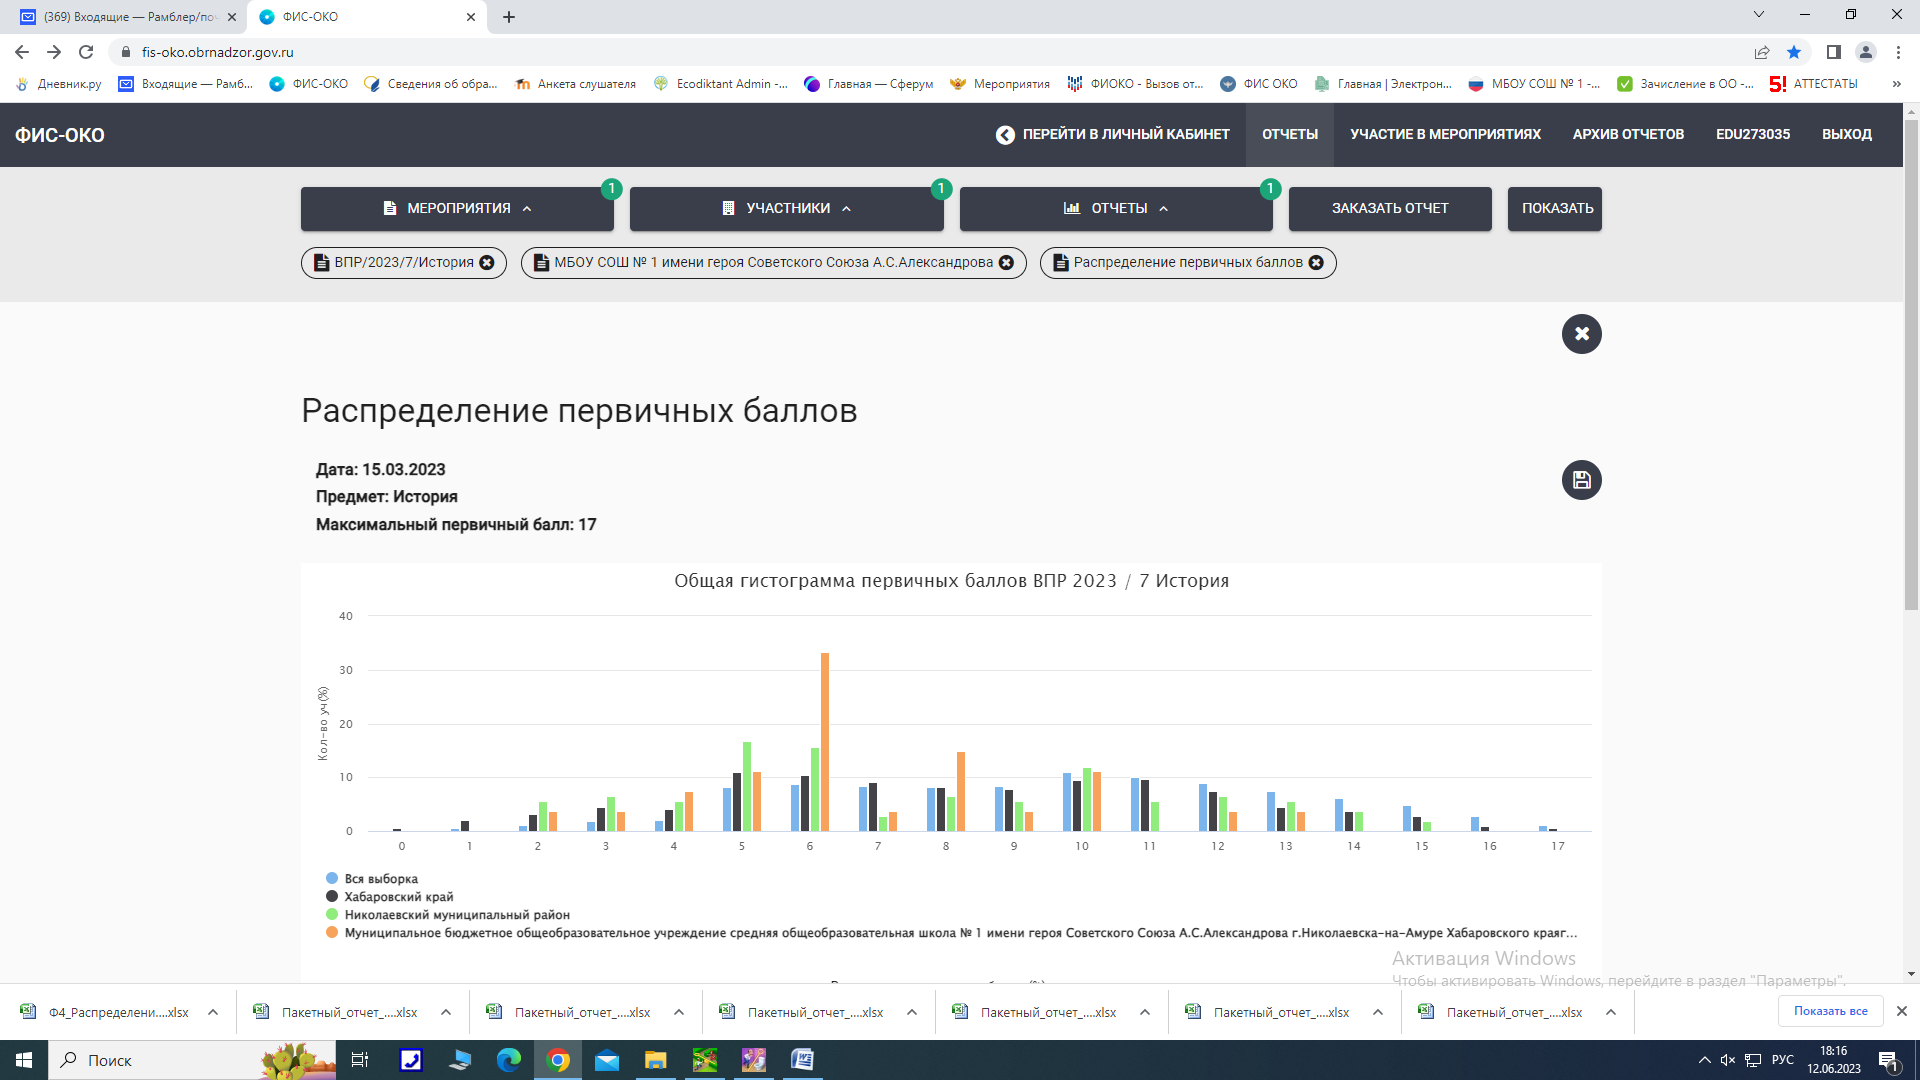 (369) Входящие — Рамблер/по
ФИС-ОКО
fis-oko.obrnadzor.gov.ru
Дневник.ру
Входящие — Рамб...
ФИС-ОКО
Сведения об обра...
Анкета слушателя
Ecodiktant Admin -...
Главная — Сферум
Мероприятия
ФИОКО - Вызов от...
ФИС ОКО
Главная | Электрон...
МБОУ СОШ № 1 -...
Зачисление в ОО -...
5!
АТТЕСТАТЫ
»
ФИС-ОКО
ПЕРЕЙТИ В ЛИЧНЫЙ КАБИНЕТ
ОТЧЕТЫ
УЧАСТИЕ В МЕРОПРИЯТИЯХ
АРХИВ ОТЧЕТОВ
EDU273035
ВЫХОД
МЕРОПРИЯТИЯ
1
УЧАСТНИКИ
1
ОТЧЕТЫ
1
ЗАКАЗАТЬ ОТЧЕТ
ПОКАЗАТЬ
ВПР/2023/7/История
МБОУ СОШ № 1 имени героя Советского Союза А.С.Александрова
Распределение первичных баллов
Распределение первичных баллов
Дата: 15.03.2023
Предмет: История
Максимальный первичный балл: 17
Общая гистограмма первичных баллов ВПР 2023 / 7 История
Кол-во уч(%)
40
30
20
10
0
0 1 2 3 4 5 6 7 8 9 10 11 12 13 14 15 16 17
Вся выборка
Хабаровский край
Николаевский муниципальный район
Муниципальное бюджетное общеобразовательное учреждение средняя общеобразовательная школа № 1 имени героя Советского Союза А.С.Александрова г.Николаевска-на-Амуре Хабаровского краяг...
Активация Windows
Чтобы активировать Windows, перейдите в раздел "Параметры".
Ф4_Распределени....xlsx
Пакетный_отчет_....xlsx
Пакетный_отчет_....xlsx
Пакетный_отчет_....xlsx
Пакетный_отчет_....xlsx
Пакетный_отчет_....xlsx
Пакетный_отчет_....xlsx
Показать все
Поиск
РУС
18:16
12.06.2023
1